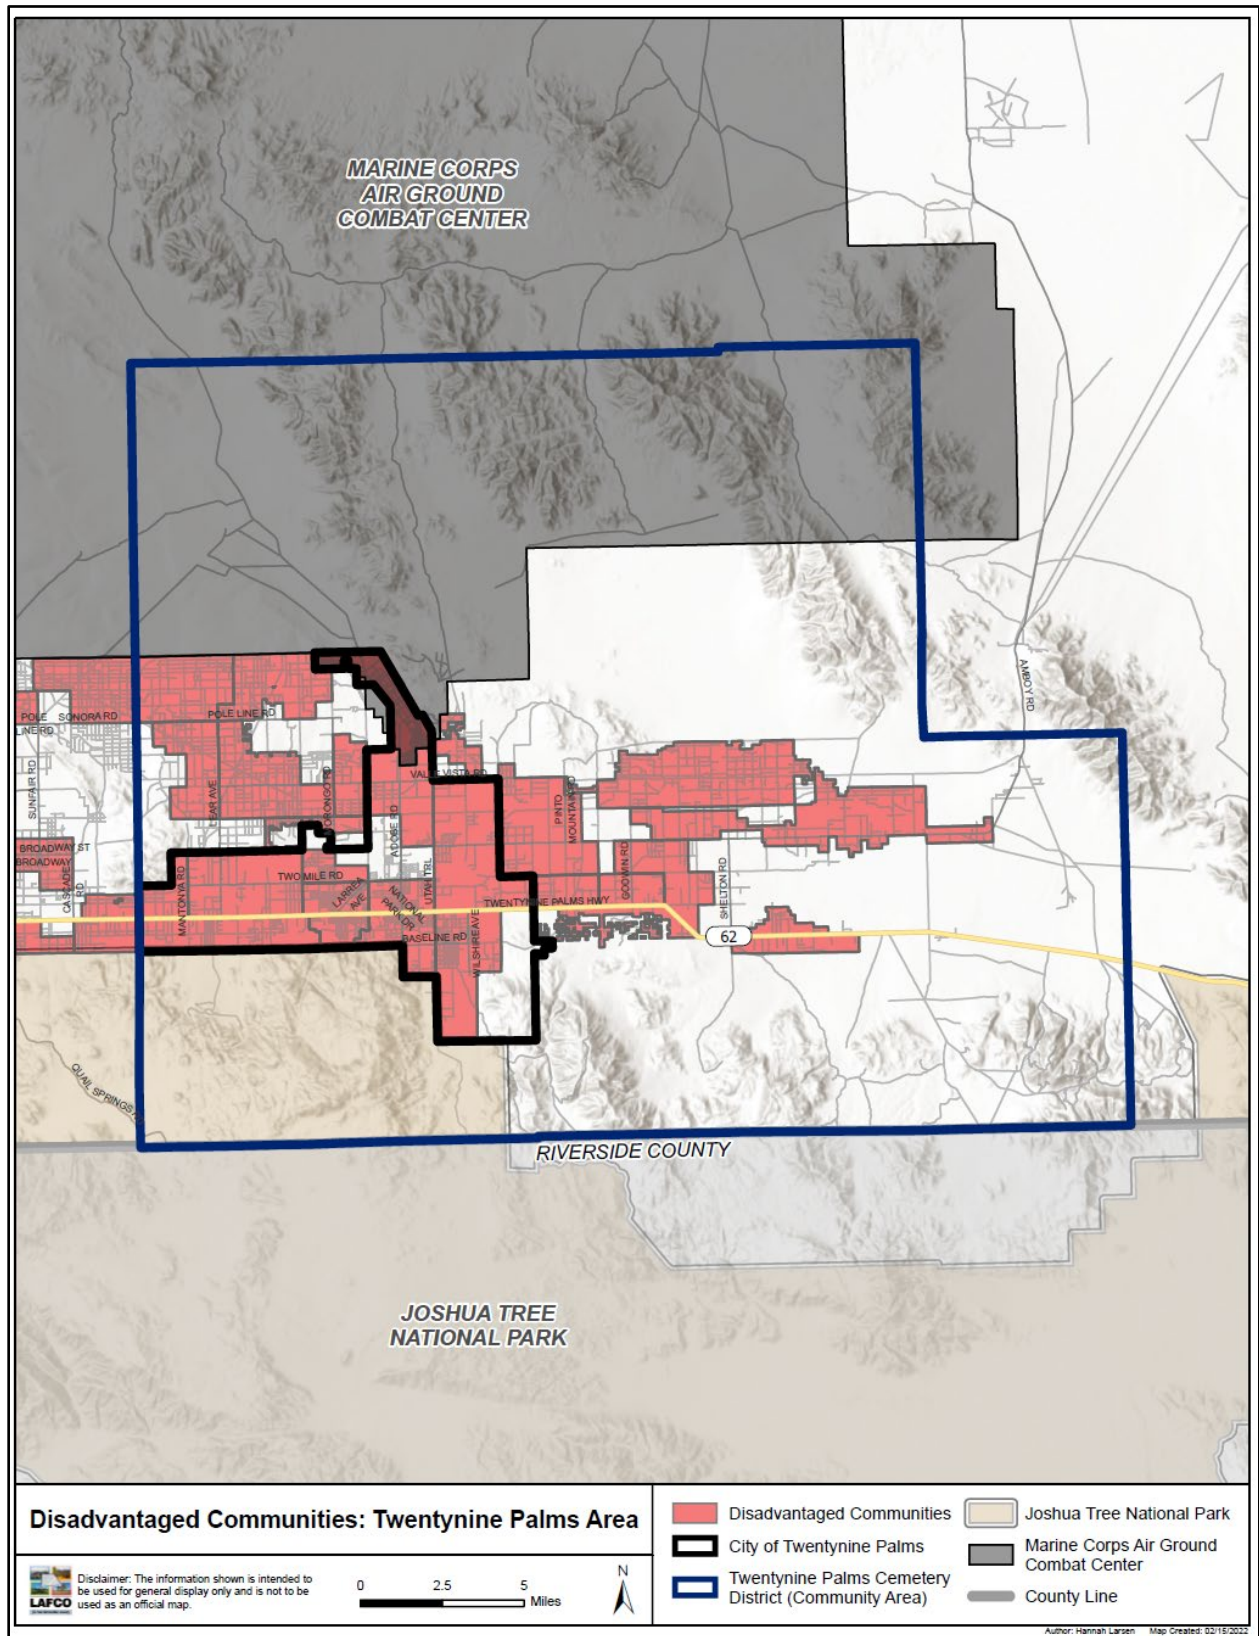 MARINE CORPS
AIR GROUND
COMBAT CENTER
AMBOY RD
POLE
LINE RD
SONORA RD
POLE LINE RD
SUNFAIR RD
LEAR AVE
MORONGO RD
VALLE VISTA RD
ADOBE RD
PINTO
MOUNTAIN RD
BROADWAY ST
BROADWAY
CASCADE
RD
MANTONYA RD
TWO MILE RD
LARREA
AVE
NATIONAL
PARK DR
UTAH TRL
GODWIN RD
SHELTON RD
TWENTYNINE PALMS HWY
BASELINE RD
WILSHIRE AVE
62
QUAIL SPRINGS
RIVERSIDE COUNTY
JOSHUA TREE
NATIONAL PARK
Disadvantaged Communities: Twentynine Palms Area
LAFCO
Disclaimer: The information shown is intended to
be used for general display only and is not to be
used as an official map.
0 2.5 5
Miles
N
Disadvantaged Communities
City of Twentynine Palms
Twentynine Palms Cemetery
District (Community Area)
Joshua Tree National Park
Marine Corps Air Ground
Combat Center
County Line
Author: Hannah Larsen Map Created: 02/15/2022